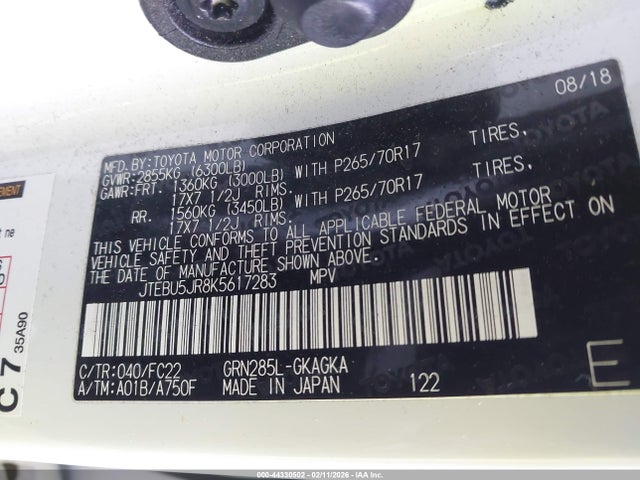 08/18
MFD.BY:TOYOTA MOTOR CORPORATION
GVWR:2855KG (6300LB)
GAWR:FRT. 1360KG (3000LB) WITH P265/70R17 TIRES,
17X7 1/2J RIMS.
RR. 1560KG (3450LB) WITH P265/70R17 TIRES,
17X7 1/2J RIMS.
THIS VEHICLE CONFORMS TO ALL APPLICABLE FEDERAL MOTOR
VEHICLE SAFETY AND THEFT PREVENTION STANDARDS IN EFFECT ON
THE DATE OF MANUFACTURE SHOWN ABOVE.
JTEBU5JR8K5617283 MPV
C/TR:040/FC22 GRN285L-GKAGKA
A/TM:A01B/A750F MADE IN JAPAN 122
E
C7
35A90
TOYOTA
000-44330502 - 02/11/2026 - IAA Inc.